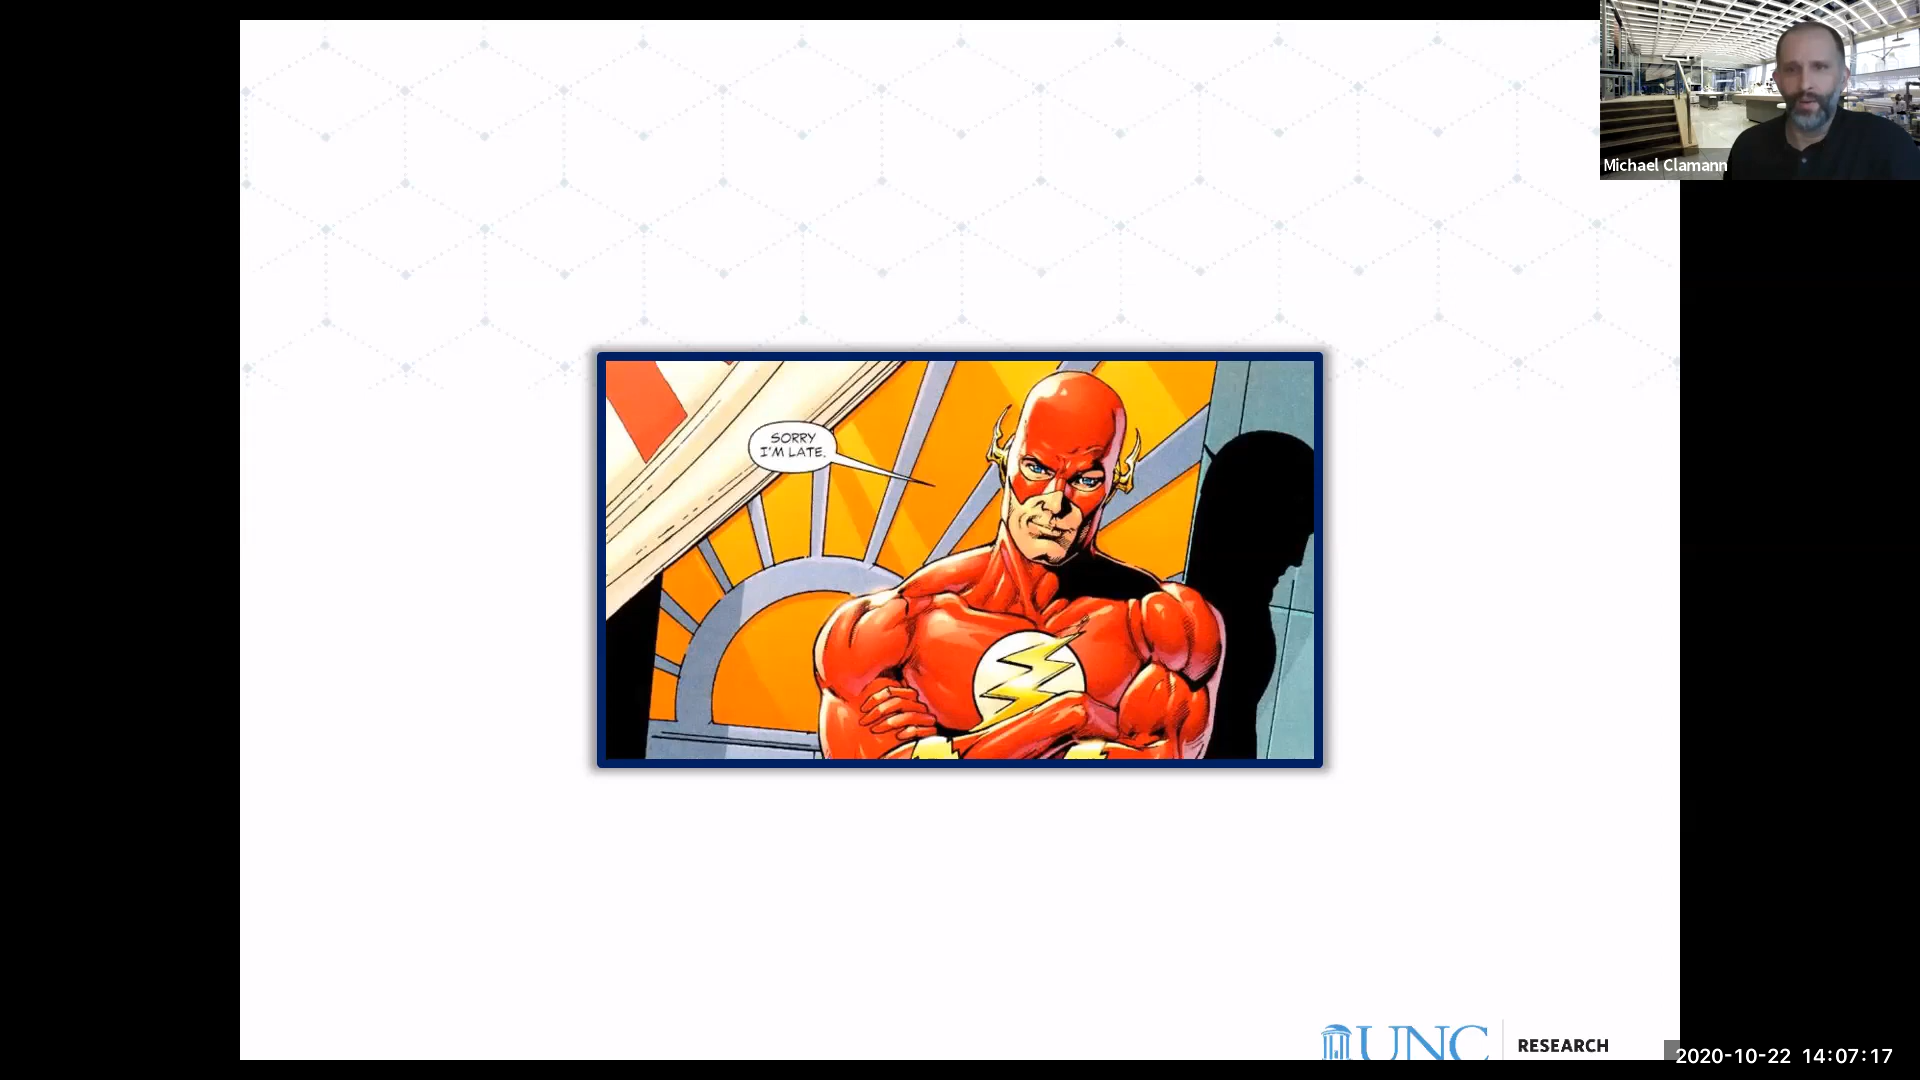 Michael Clamann
SORRY
I'M LATE.
UNC
RESEARCH
2020-10-22 14:07:17